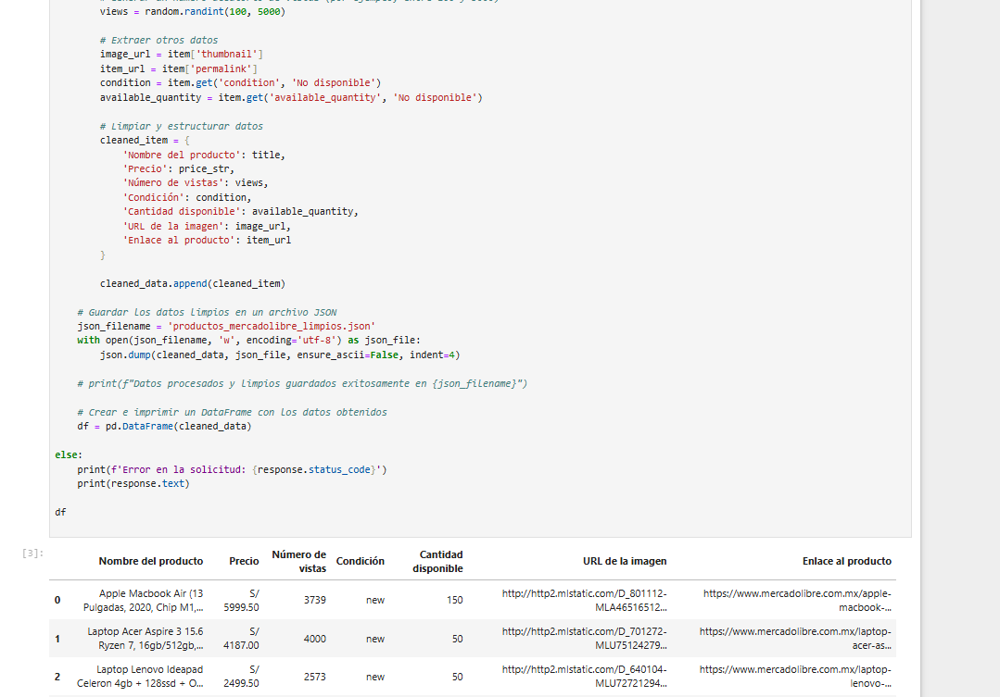 views = random.randint(100, 5000)
# Extraer otros datos
image_url = item['thumbnail']
item_url = item['permalink']
condition = item.get('condition', 'No disponible')
available_quantity = item.get('available_quantity', 'No disponible')
# Limpiar y estructurar datos
cleaned_item = {
'Nombre del producto': title,
'Precio': price_str,
'Número de vistas': views,
'Condición': condition,
'Cantidad disponible': available_quantity,
'URL de la imagen': image_url,
'Enlace al producto': item_url
}
cleaned_data.append(cleaned_item)
# Guardar los datos limpios en un archivo JSON
json_filename = 'productos_mercadolibre_limpios.json'
with open(json_filename, 'w', encoding='utf-8') as json_file:
json.dump(cleaned_data, json_file, ensure_ascii=False, indent=4)
# print(f"Datos procesados y limpios guardados exitosamente en {json_filename}")
# Crear e imprimir un DataFrame con los datos obtenidos
df = pd.DataFrame(cleaned_data)
else:
print(f'Error en la solicitud: {response.status_code}')
print(response.text)
df
[3]:
Nombre del producto Precio Número de vistas Condición Cantidad disponible URL de la imagen Enlace al producto
0 Apple Macbook Air (13 Pulgadas, 2020, Chip M1,... S/ 5999.50 3739 new 150 http://http2.mlstatic.com/D_801112-MLA46516512... https://www.mercadolibre.com.mx/apple-macbook-...
1 Laptop Acer Aspire 3 15.6 Ryzen 7, 16gb/512gb,... S/ 4187.00 4000 new 50 http://http2.mlstatic.com/D_701272-MLU75124279... https://www.mercadolibre.com.mx/laptop-acer-as...
2 Laptop Lenovo Ideapad Celeron 4gb + 128ssd + O... S/ 2499.50 2573 new 50 http://http2.mlstatic.com/D_640104-MLU72721294... https://www.mercadolibre.com.mx/laptop-lenovo-...